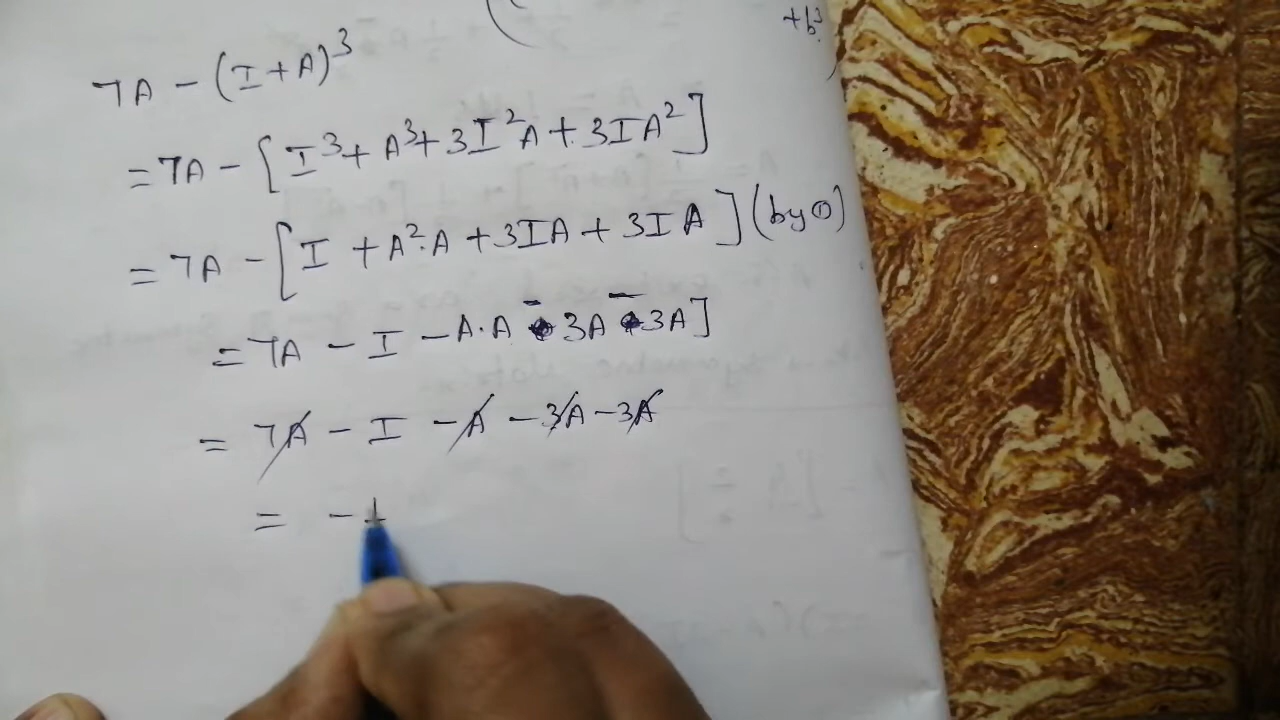 +b³
7A - (I+A)³
= 7A - [I³ + A³ + 3I²A + 3IA²]
= 7A - [I + A².A + 3IA + 3IA] (by ①)
= 7A - I - A.A - 3A - 3A]
= 7A - I - A - 3A - 3A
= - I